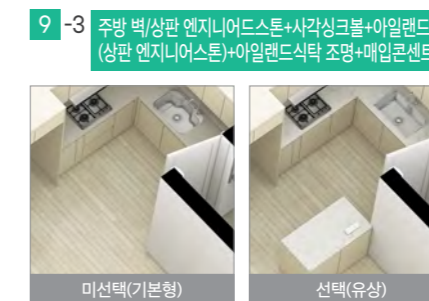 9 -3 주방 벽/상판 엔지니어드스톤+사각싱크볼+아일랜드
(상판 엔지니어스톤)+아일랜드식탁 조명+매입콘센트
미선택(기본형) 선택(유상)